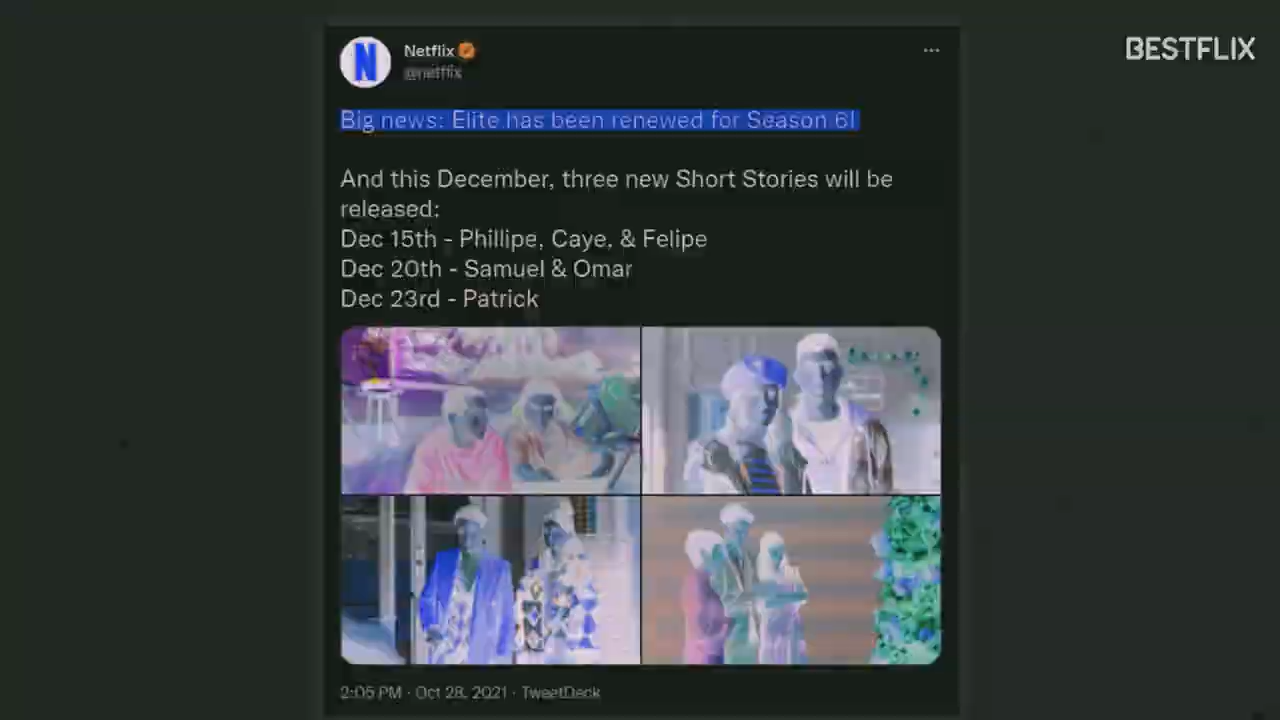 BESTFLIX
N
Netflix
@netflix
Big news: Elite has been renewed for Season 6!
And this December, three new Short Stories will be
released:
Dec 15th - Phillipe, Caye, & Felipe
Dec 20th - Samuel & Omar
Dec 23rd - Patrick
2:05 PM · Oct 28, 2021 · TweetDeck